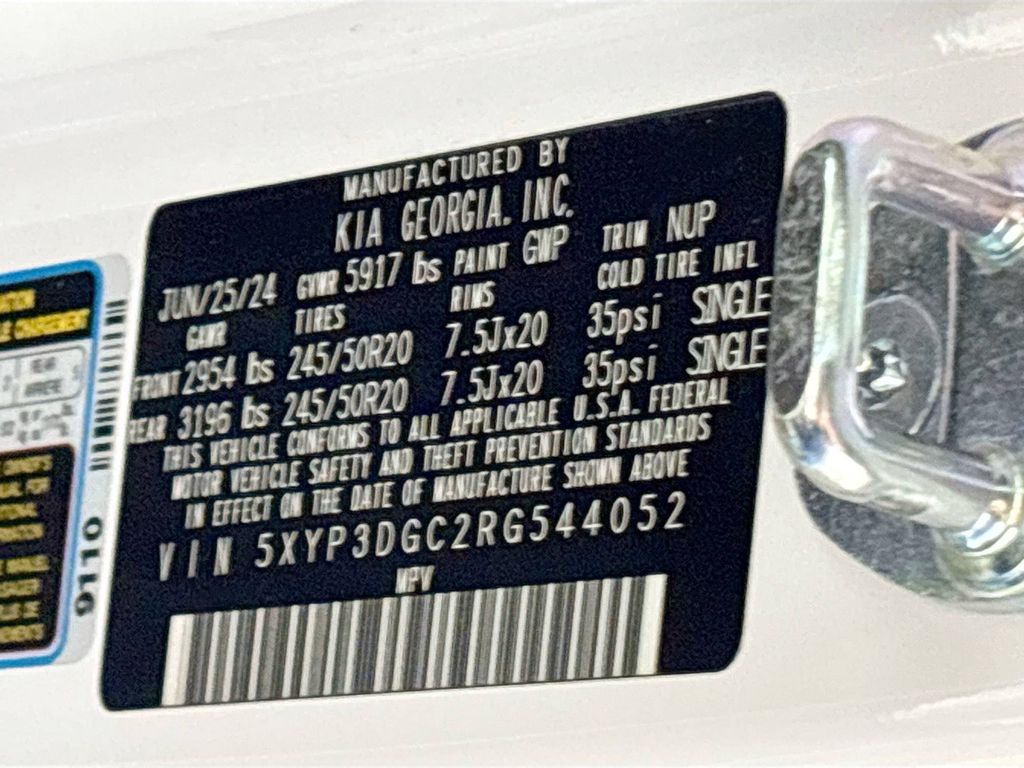 MANUFACTURED BY
KIA GEORGIA. INC.
JUN/25/24 GVWR 5917 lbs PAINT GWP TRIM NUP
GAWR TIRES RIMS COLD TIRE INFL
FRONT 2954 lbs 245/50R20 7.5Jx20 35psi SINGLE
REAR 3196 lbs 245/50R20 7.5Jx20 35psi SINGLE
THIS VEHICLE CONFORMS TO ALL APPLICABLE U.S.A. FEDERAL
MOTOR VEHICLE SAFETY AND THEFT PREVENTION STANDARDS
IN EFFECT ON THE DATE OF MANUFACTURE SHOWN ABOVE
VIN 5XYP3DGC2RG544052
MPV
9110